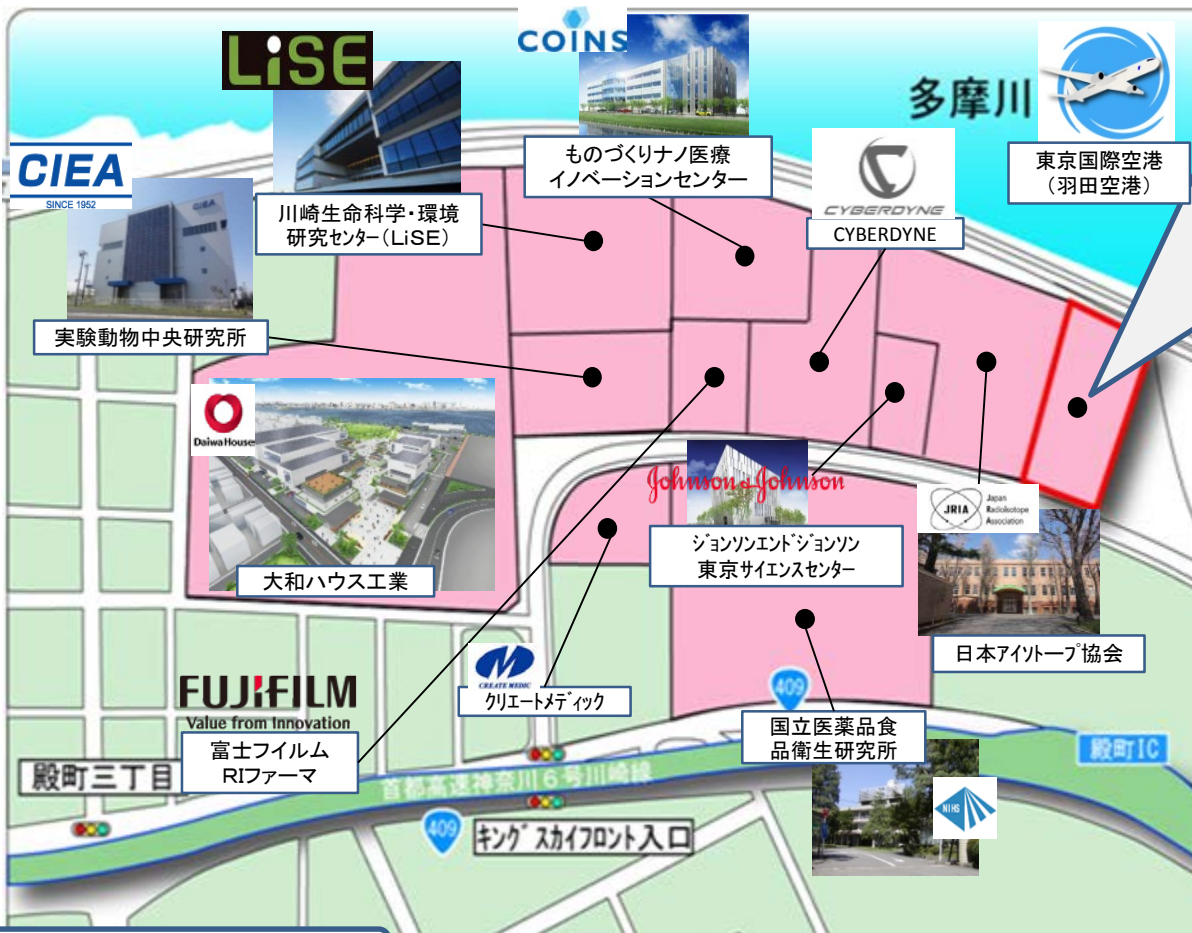 LiSE
COINS
多摩川
CIEA
SINCE 1952
CIEA
ものづくりナノ医療
イノベーションセンター
東京国際空港
(羽田空港)
川崎生命科学・環境
研究センター(LiSE)
CYBERDYNE
CYBERDYNE
実験動物中央研究所
Daiwa House
Johnson & Johnson
ジョンソンエンドジョンソン
東京サイエンスセンター
JRIA
Japan
Radioisotope
Association
大和ハウス工業
日本アイソトープ協会
CREATE MEDIC
クリエートメディック
FUJIFILM
Value from Innovation
富士フイルム
RIファーマ
409
国立医薬品食
品衛生研究所
殿町IC
殿町三丁目
首都高速神奈川6号川崎線
NIHS
409
キングスカイフロント入口